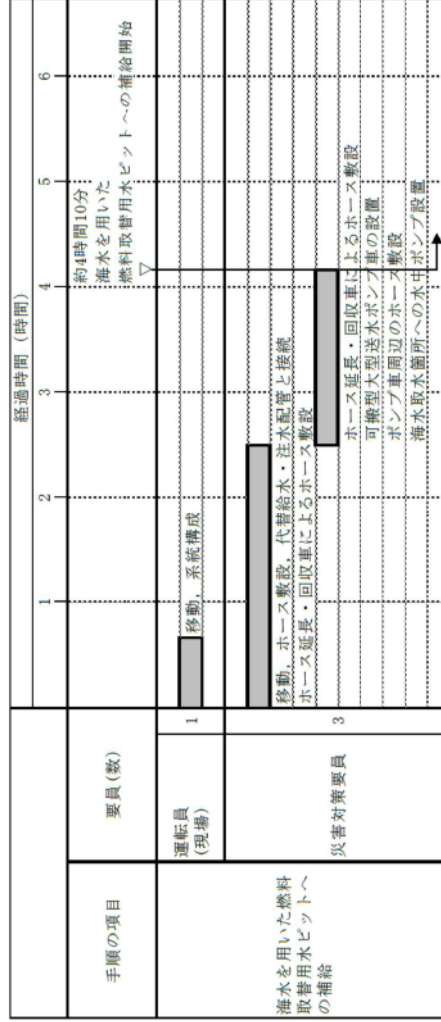 経過時間（時間）
1
2
3
4
5
6
手順の項目
要員(数)
約4時間10分
海水を用いた
燃料取替用水ピットへの補給開始
海水を用いた燃料
取替用水ピットへ
の補給
運転員
(現場)
1
移動，系統構成
災害対策要員
3
移動，ホース敷設，代替給水・注水配管と接続
ホース延長・回収車によるホース敷設
ホース延長・回収車によるホース敷設
可搬型大型送水ポンプ車の設置
ポンプ車周辺のホース敷設
海水取水箇所への水中ポンプ設置